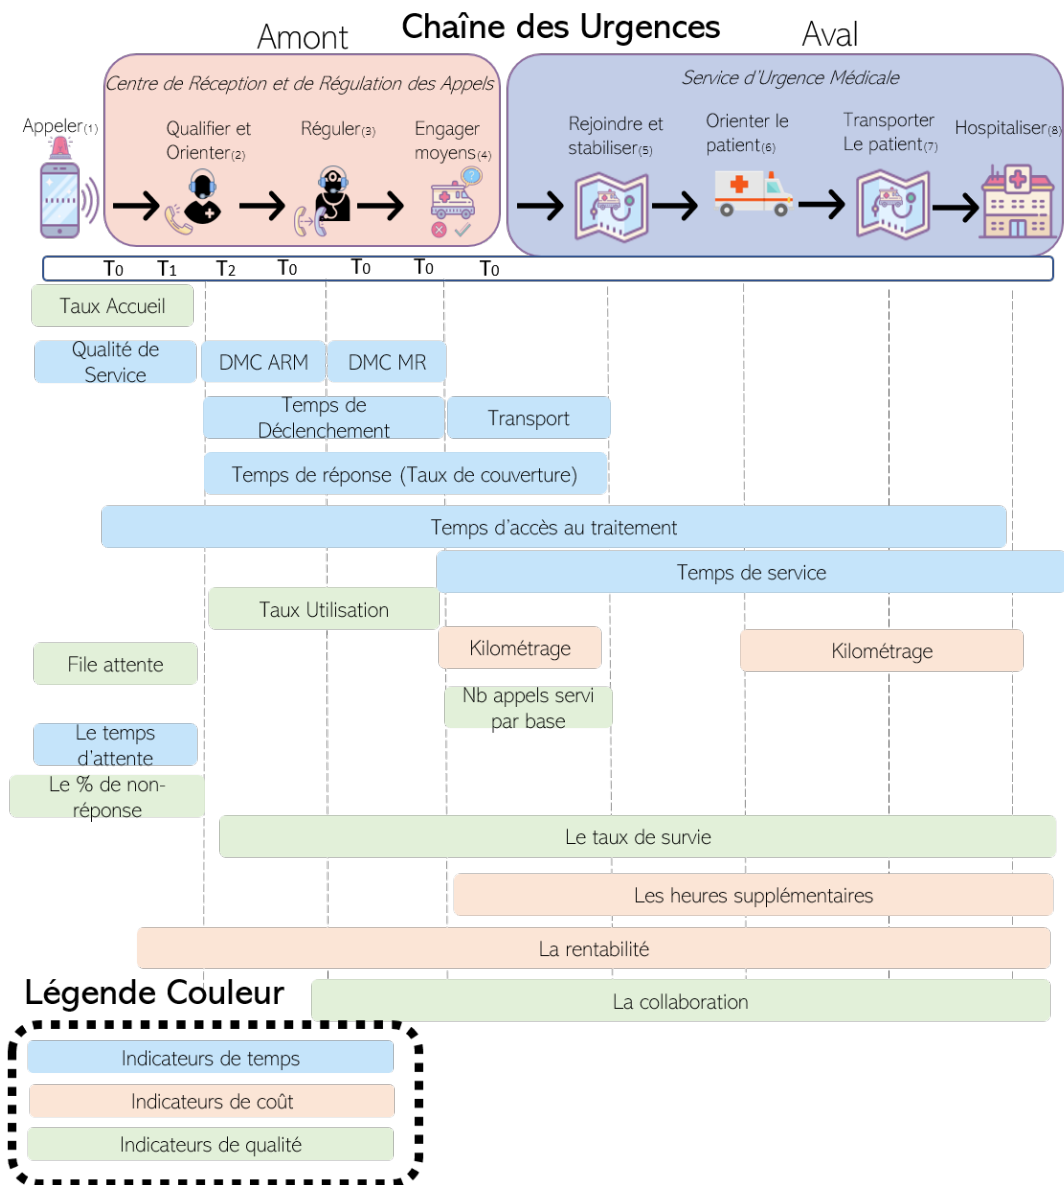 Chaîne des Urgences
Amont
Aval
Centre de Réception et de Régulation des Appels
Service d'Urgence Médicale
Appeler(1)
Qualifier et
Orienter(2)
Réguler(3)
Engager
moyens(4)
Rejoindre et
stabiliser(5)
Orienter le
patient(6)
Transporter
Le patient(7)
Hospitaliser(8)
?
T0 T1 T2 T0 T0 T0 T0
Taux Accueil
Qualité de
Service
DMC ARM
DMC MR
Temps de
Déclenchement
Transport
Temps de réponse (Taux de couverture)
Temps d'accès au traitement
Temps de service
Taux Utilisation
Kilométrage
Kilométrage
File attente
Nb appels servi
par base
Le temps
d'attente
Le % de non-
réponse
Le taux de survie
Les heures supplémentaires
La rentabilité
La collaboration
Légende Couleur
Indicateurs de temps
Indicateurs de coût
Indicateurs de qualité